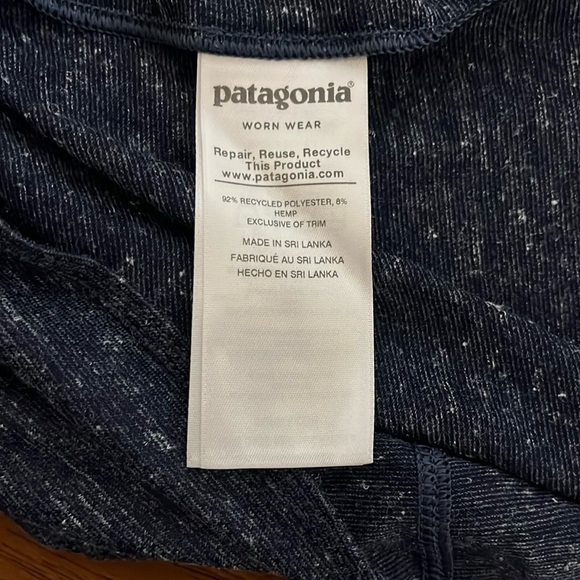 patagonia®
WORN WEAR
Repair, Reuse, Recycle
This Product
www.patagonia.com
92% RECYCLED POLYESTER, 8%
HEMP
EXCLUSIVE OF TRIM
MADE IN SRI LANKA
FABRIQUÉ AU SRI LANKA
HECHO EN SRI LANKA